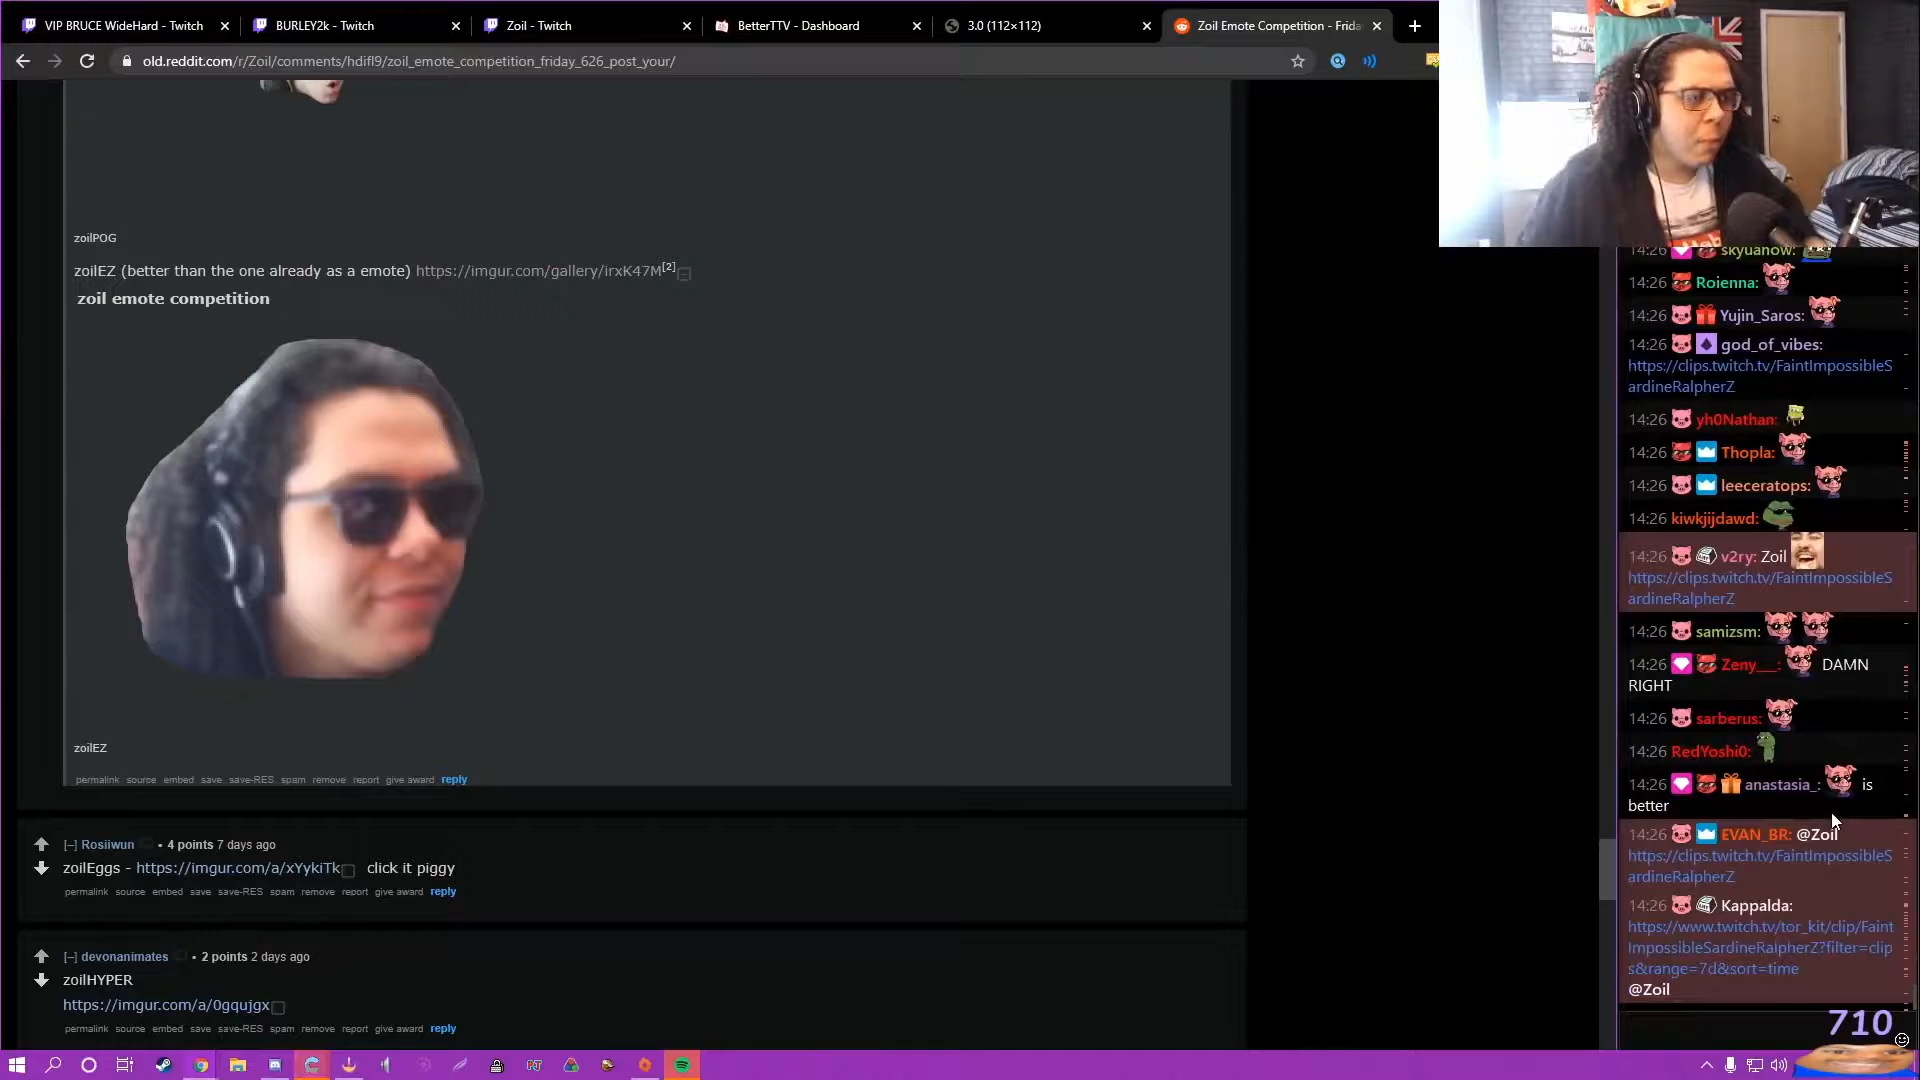 VIP BRUCE WideHard - Twitch
BURLEY2k - Twitch
Zoil - Twitch
BetterTTV - Dashboard
3.0 (112×112)
Zoil Emote Competition - Frida
old.reddit.com/r/Zoil/comments/hdifl9/zoil_emote_competition_friday_626_post_your/
zoilPOG
zoilEZ (better than the one already as a emote) https://imgur.com/gallery/irxK47M[2]
zoil emote competition
zoilEZ
permalink source embed save save-RES spam remove report give award reply
[–] Rosiiwun • 4 points 7 days ago
zoilEggs - https://imgur.com/a/xYykiTk click it piggy
permalink source embed save save-RES spam remove report give award reply
[–] devonanimates • 2 points 2 days ago
zoilHYPER
https://imgur.com/a/0gqujgx
permalink source embed save save-RES spam remove report give award reply
14:26 skyuahow:
14:26 Roienna:
14:26 Yujin_Saros:
14:26 god_of_vibes:
https://clips.twitch.tv/FaintImpossibleS
ardineRalpherZ
14:26 yh0Nathan:
14:26 Thopla:
14:26 leeceratops:
14:26 kiwkjijdawd:
14:26 v2ry: Zoil
https://clips.twitch.tv/FaintImpossibleS
ardineRalpherZ
14:26 samizsm:
14:26 Zeny___: DAMN
RIGHT
14:26 sarberus:
14:26 RedYoshi0:
14:26 anastasia_: is
better
14:26 EVAN_BR: @Zoil
https://clips.twitch.tv/FaintImpossibleS
ardineRalpherZ
14:26 Kappalda:
https://www.twitch.tv/tor_kit/clip/Faint
ImpossibleSardineRalpherZ?filter=clip
s&range=7d&sort=time
@Zoil
710